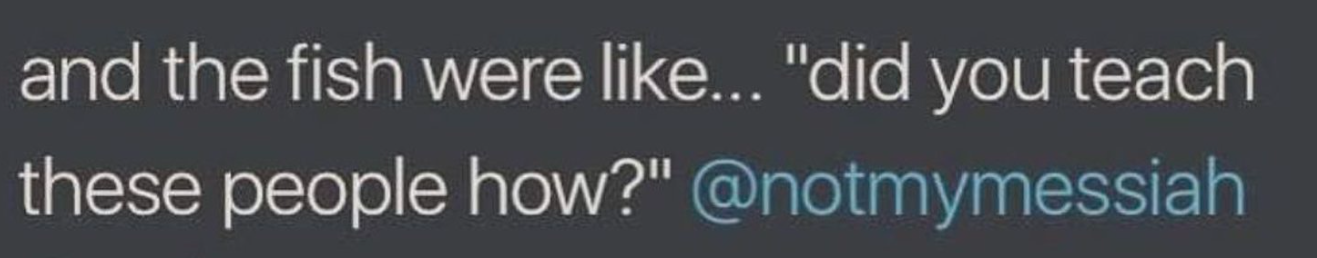 and the fish were like... "did you teach
these people how?" @notmymessiah